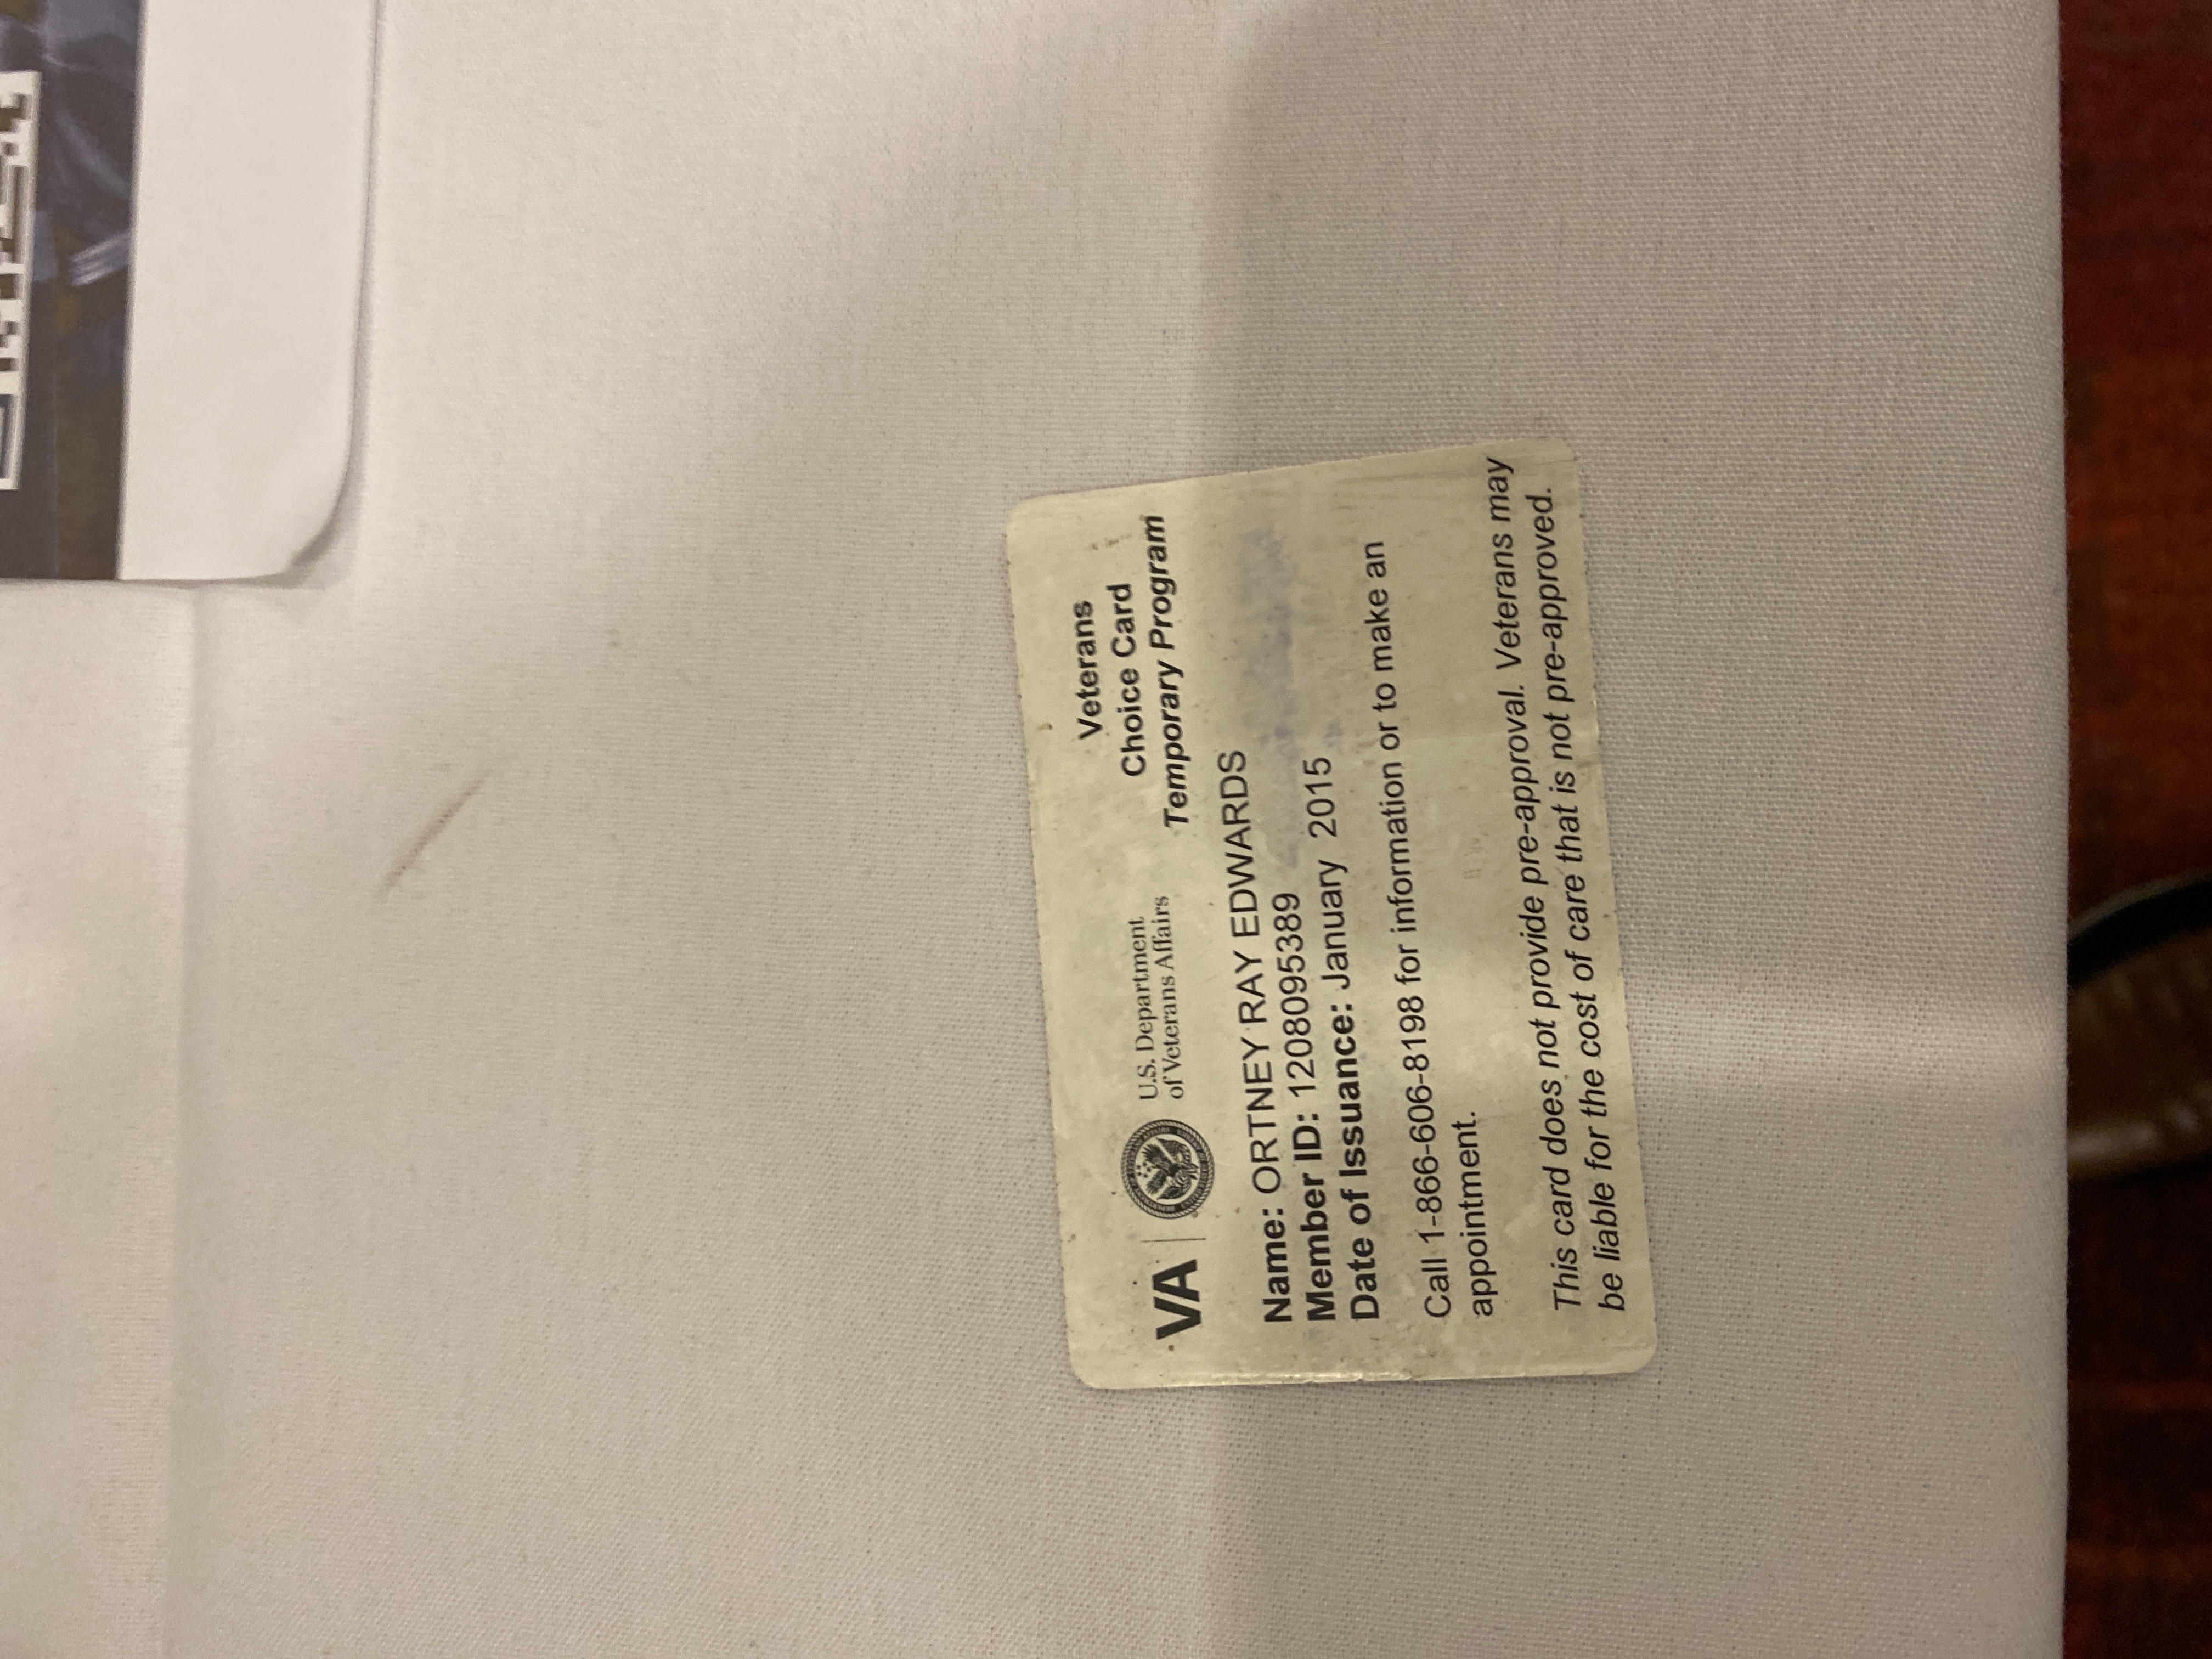 VA
U.S. Department
of Veterans Affairs
Veterans
Choice Card
Temporary Program
Name: ORTNEY RAY EDWARDS
Member ID: 1208095389
Date of Issuance: January 2015
Call 1-866-606-8198 for information or to make an
appointment.
This card does not provide pre-approval. Veterans may
be liable for the cost of care that is not pre-approved.